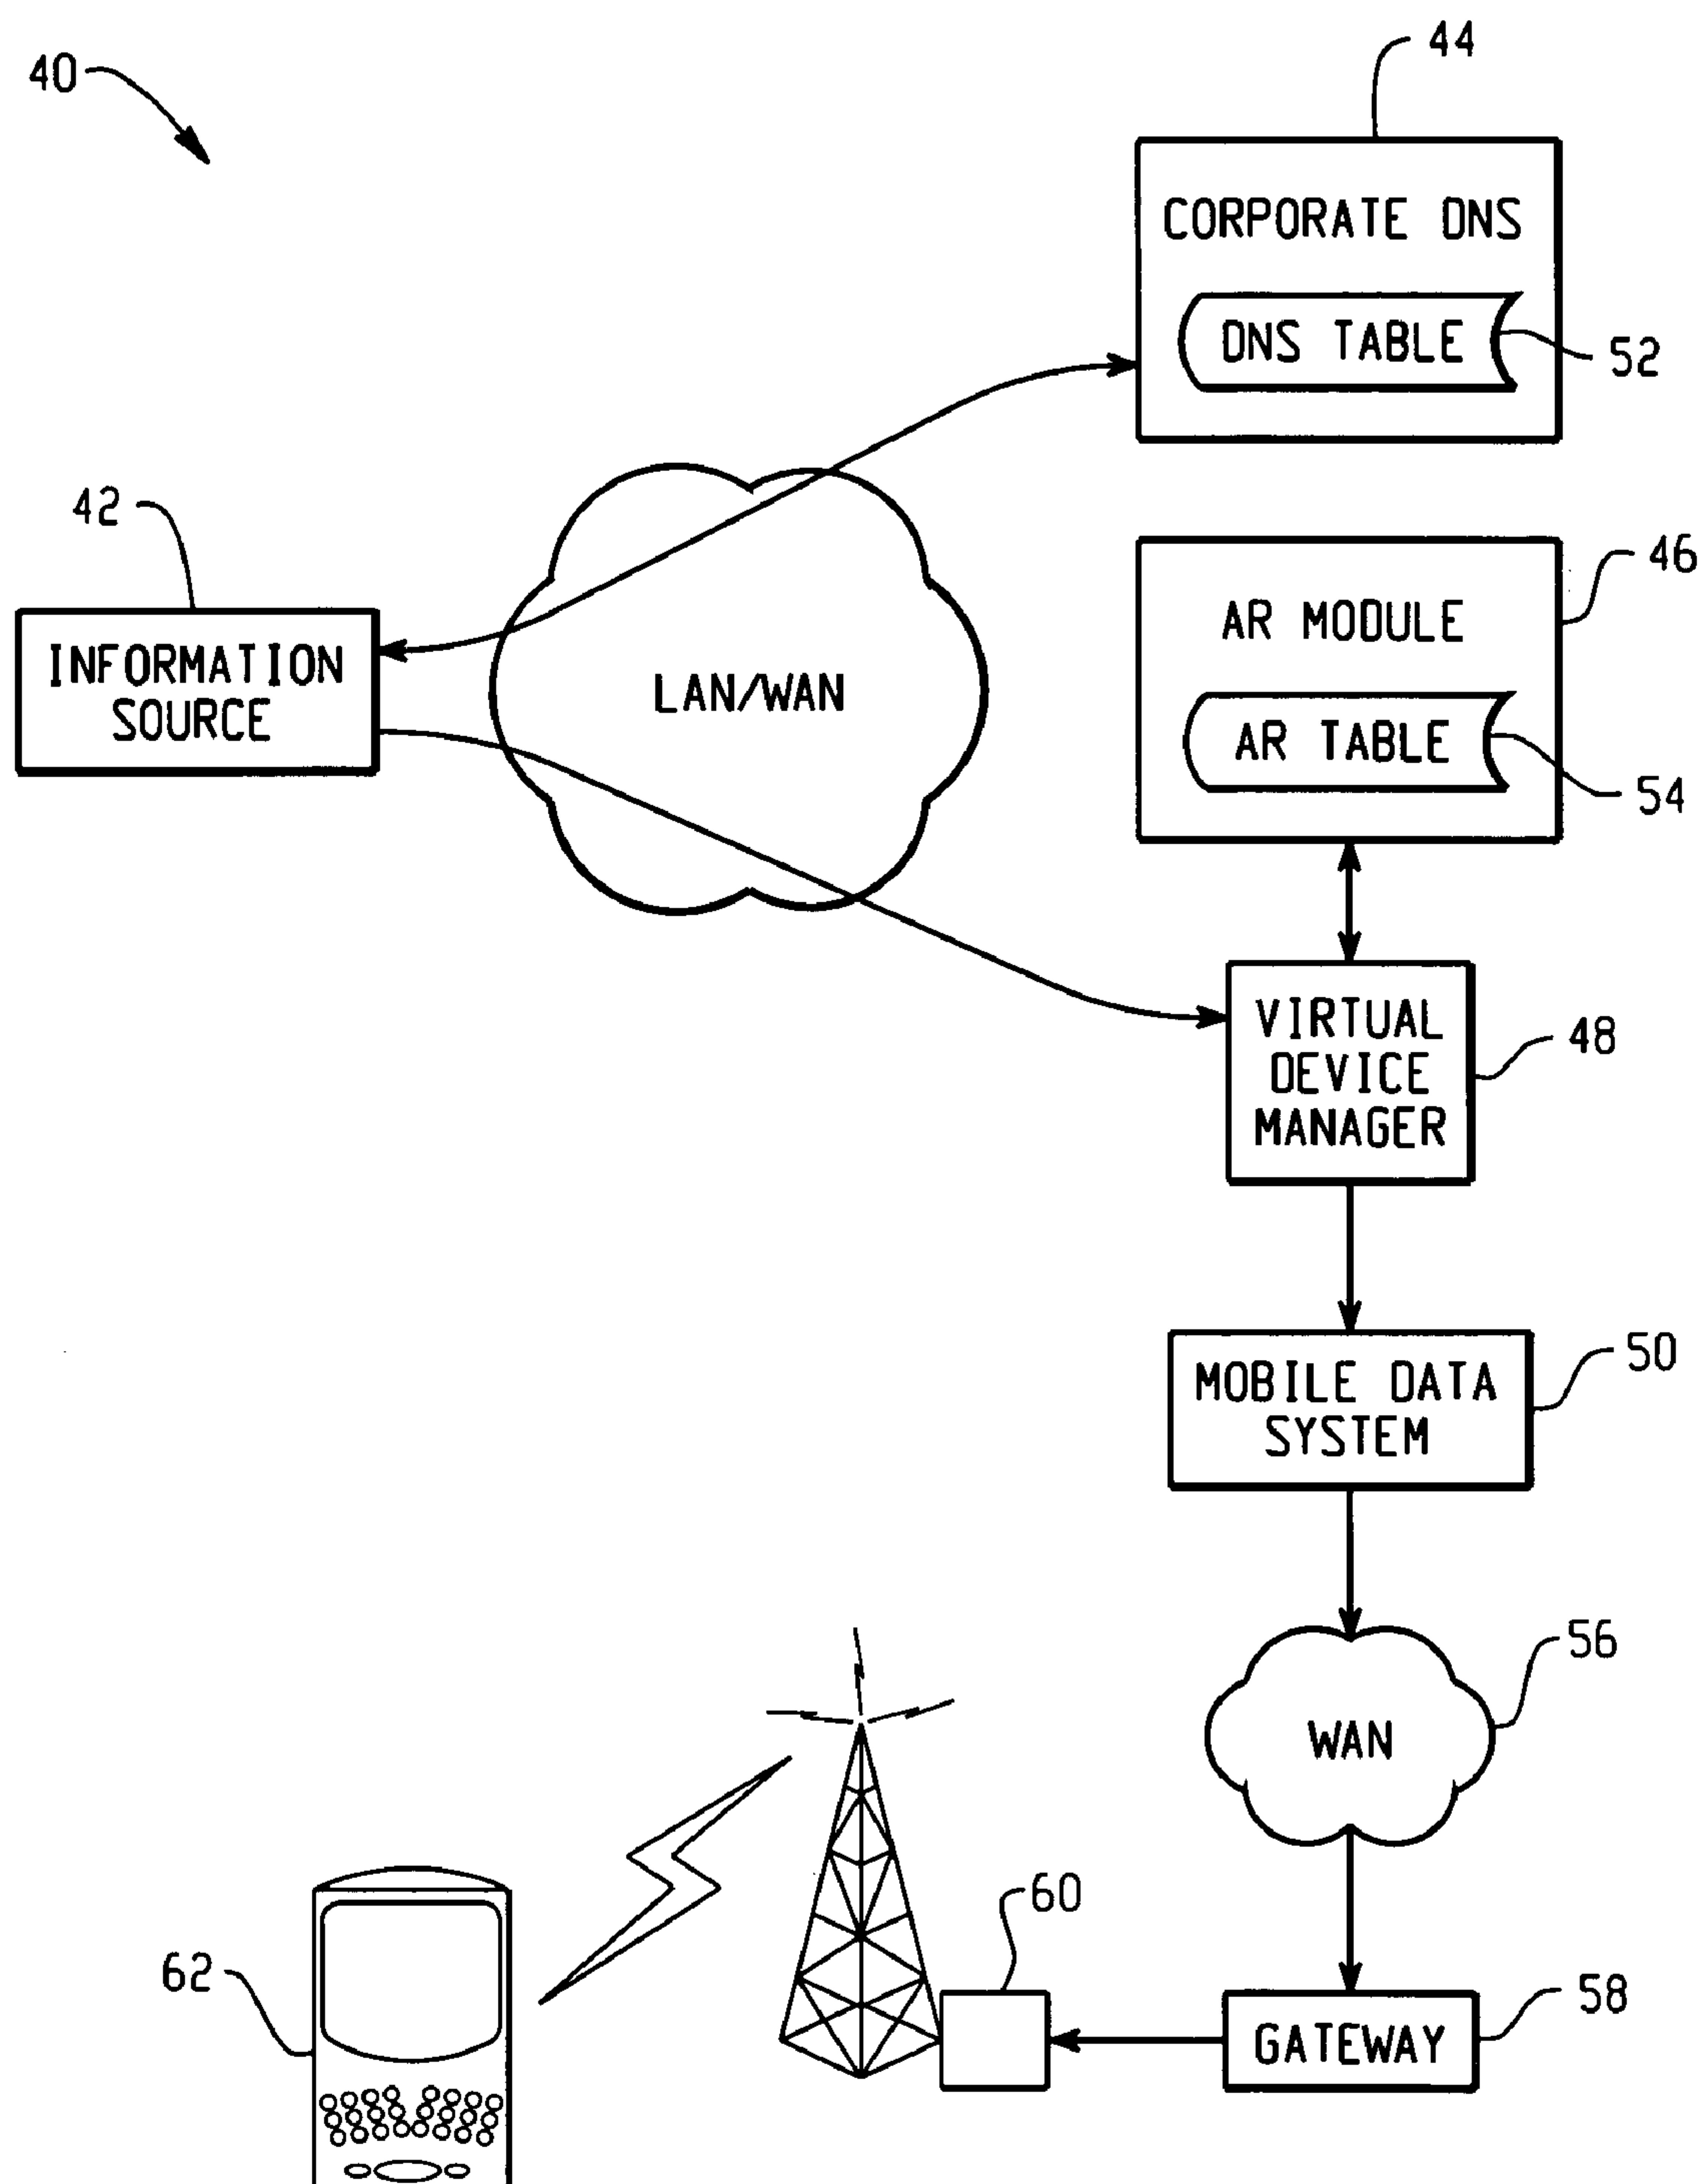 40
44
CORPORATE DNS
DNS TABLE
52
42
INFORMATION
SOURCE
LAN/WAN
46
AR MODULE
AR TABLE
54
VIRTUAL
DEVICE
MANAGER
48
MOBILE DATA
SYSTEM
50
56
WAN
60
62
58
GATEWAY